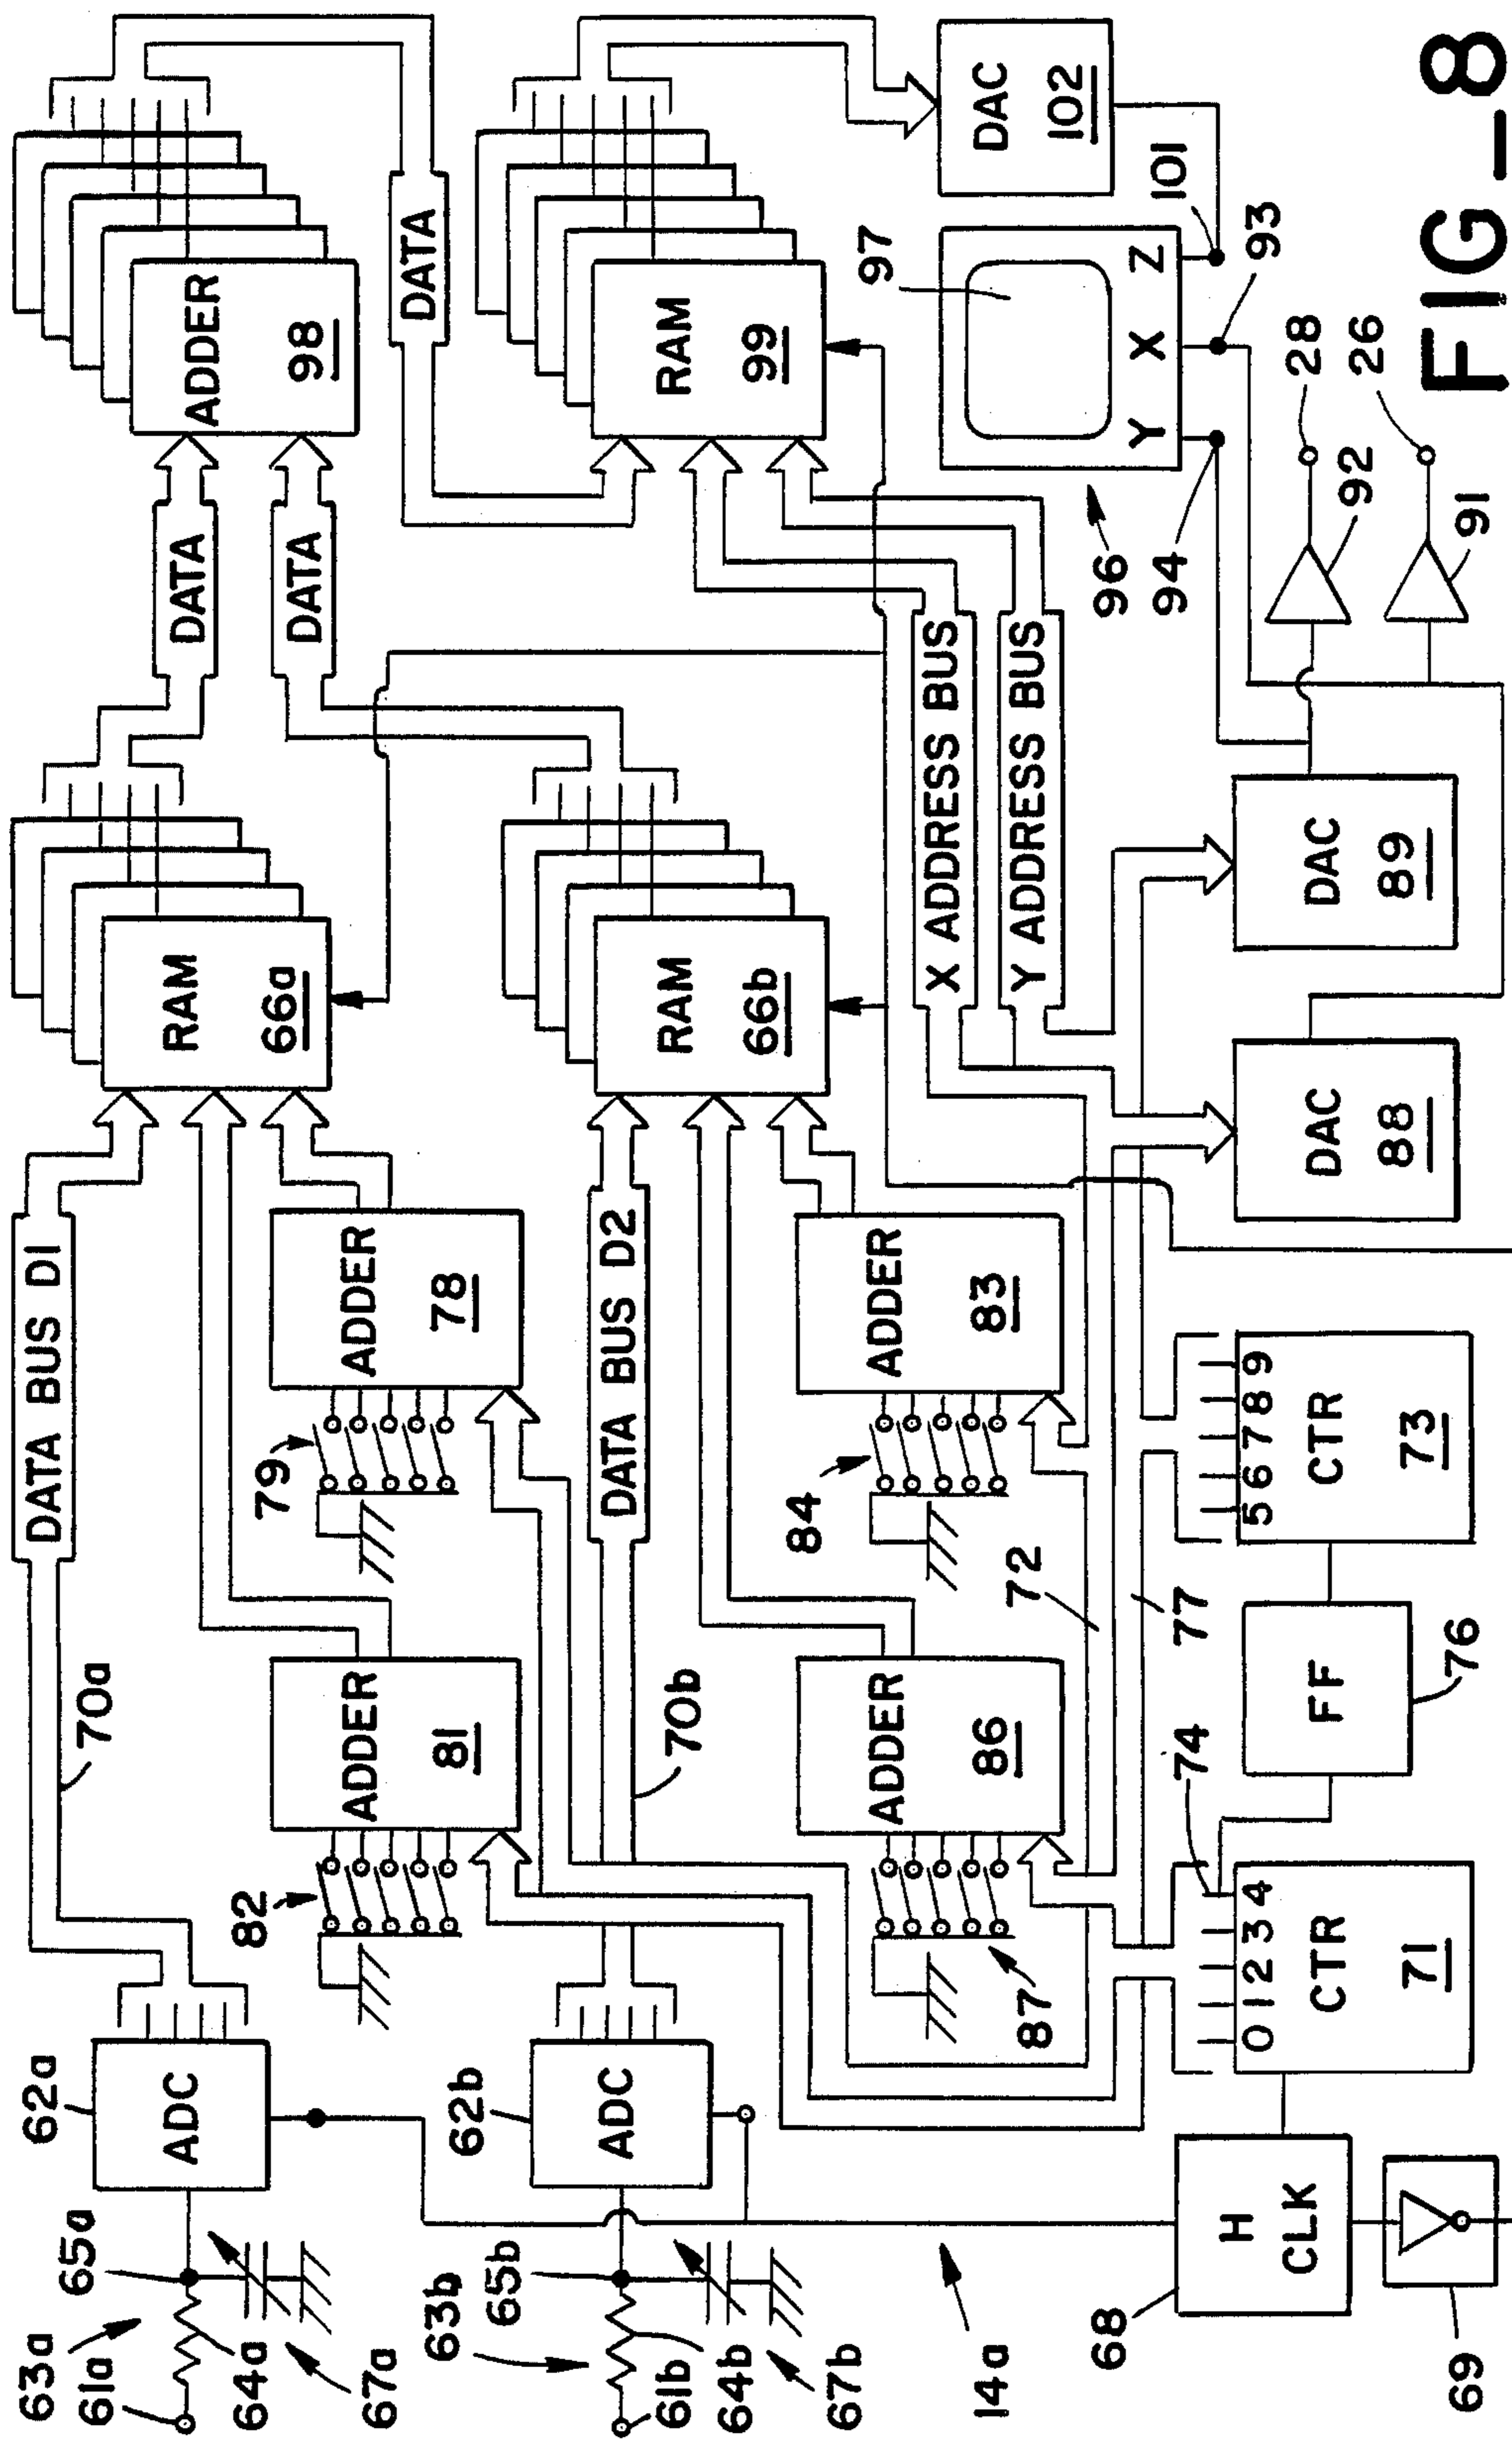 63a
61a
65a
64a
67a
62a
ADC
70a
DATA BUS D1
82
ADDER
81
79
ADDER
78
RAM
66a
DATA
DATA
ADDER
98
DATA
63b
65b
61b
64b
67b
62b
ADC
70b
DATA BUS D2
87
ADDER
86
84
ADDER
83
RAM
66b
RAM
99
X ADDRESS BUS
Y ADDRESS BUS
72
77
14a
68
H
CLK
69
74
0 1 2 3 4
CTR
71
FF
76
5 6 7 8 9
CTR
73
DAC
88
DAC
89
96
94
97
Y X Z
101
93
DAC
102
92
28
91
26
FIG_8